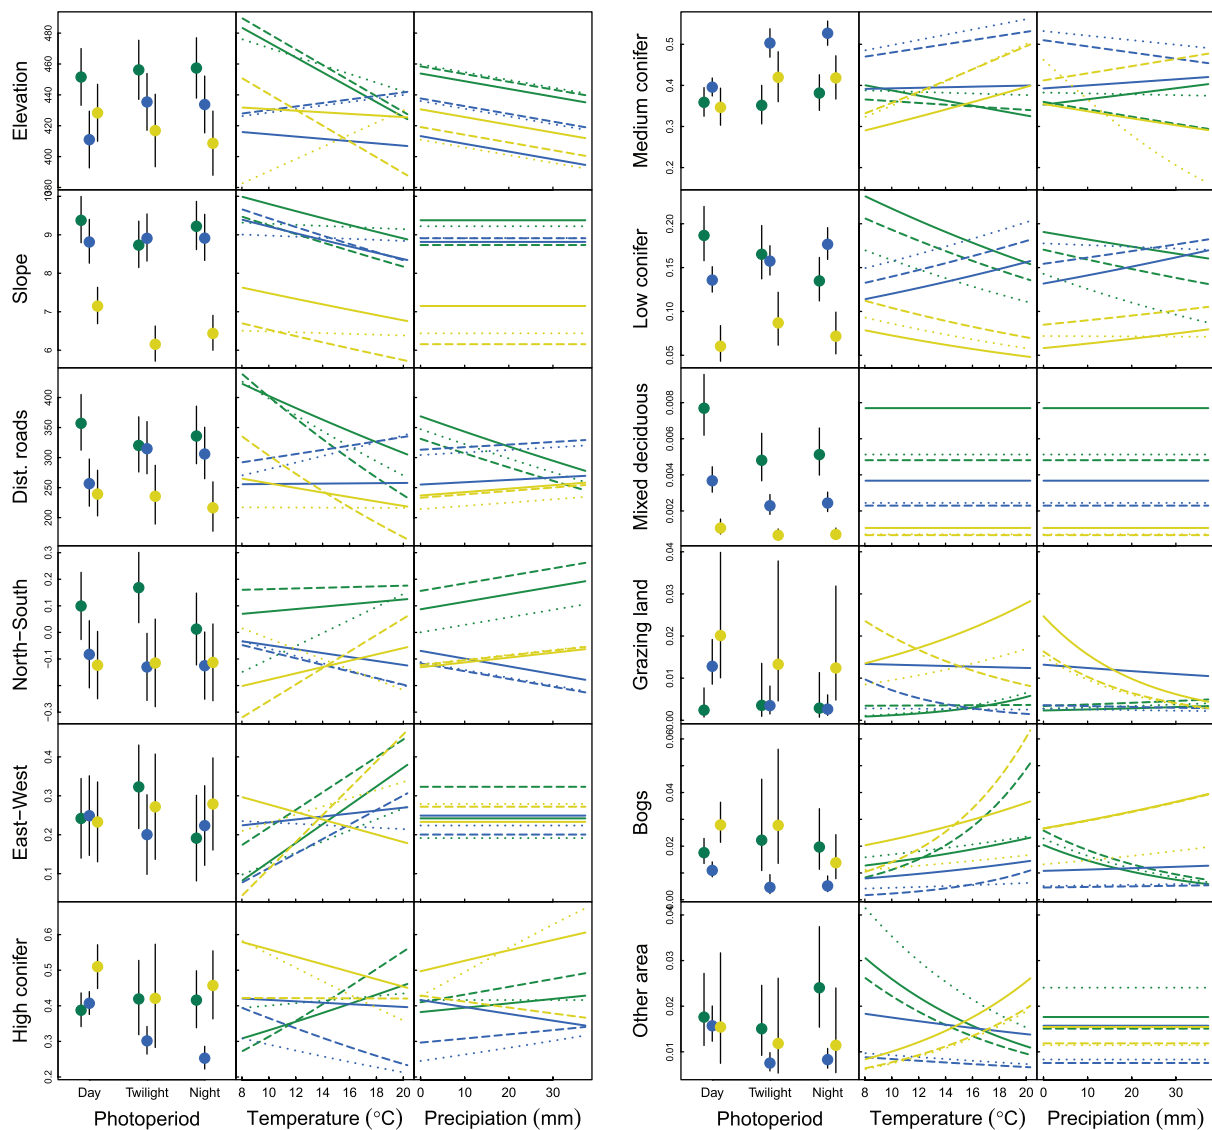 Elevation
480
460
440
420
400
380
Slope
10
9
8
7
6
Dist. roads
400
350
300
250
200
North−South
0.3
0.2
0.1
0.0
−0.1
−0.3
East−West
0.4
0.3
0.2
0.1
High conifer
0.6
0.5
0.4
0.3
0.2
Day Twilight Night
8 10 12 14 16 18 20
0 10 20 30
Photoperiod
Temperature (°C)
Precipiation (mm)
Medium conifer
0.5
0.4
0.3
0.2
Low conifer
0.20
0.15
0.10
0.05
Mixed deciduous
0.008
0.006
0.004
0.002
Grazing land
0.04
0.03
0.02
0.01
0.00
Bogs
0.060
0.04
0.02
0.00
Other area
0.04
0.03
0.02
0.01
Day Twilight Night
8 10 12 14 16 18 20
0 10 20 30
Photoperiod
Temperature (°C)
Precipiation (mm)